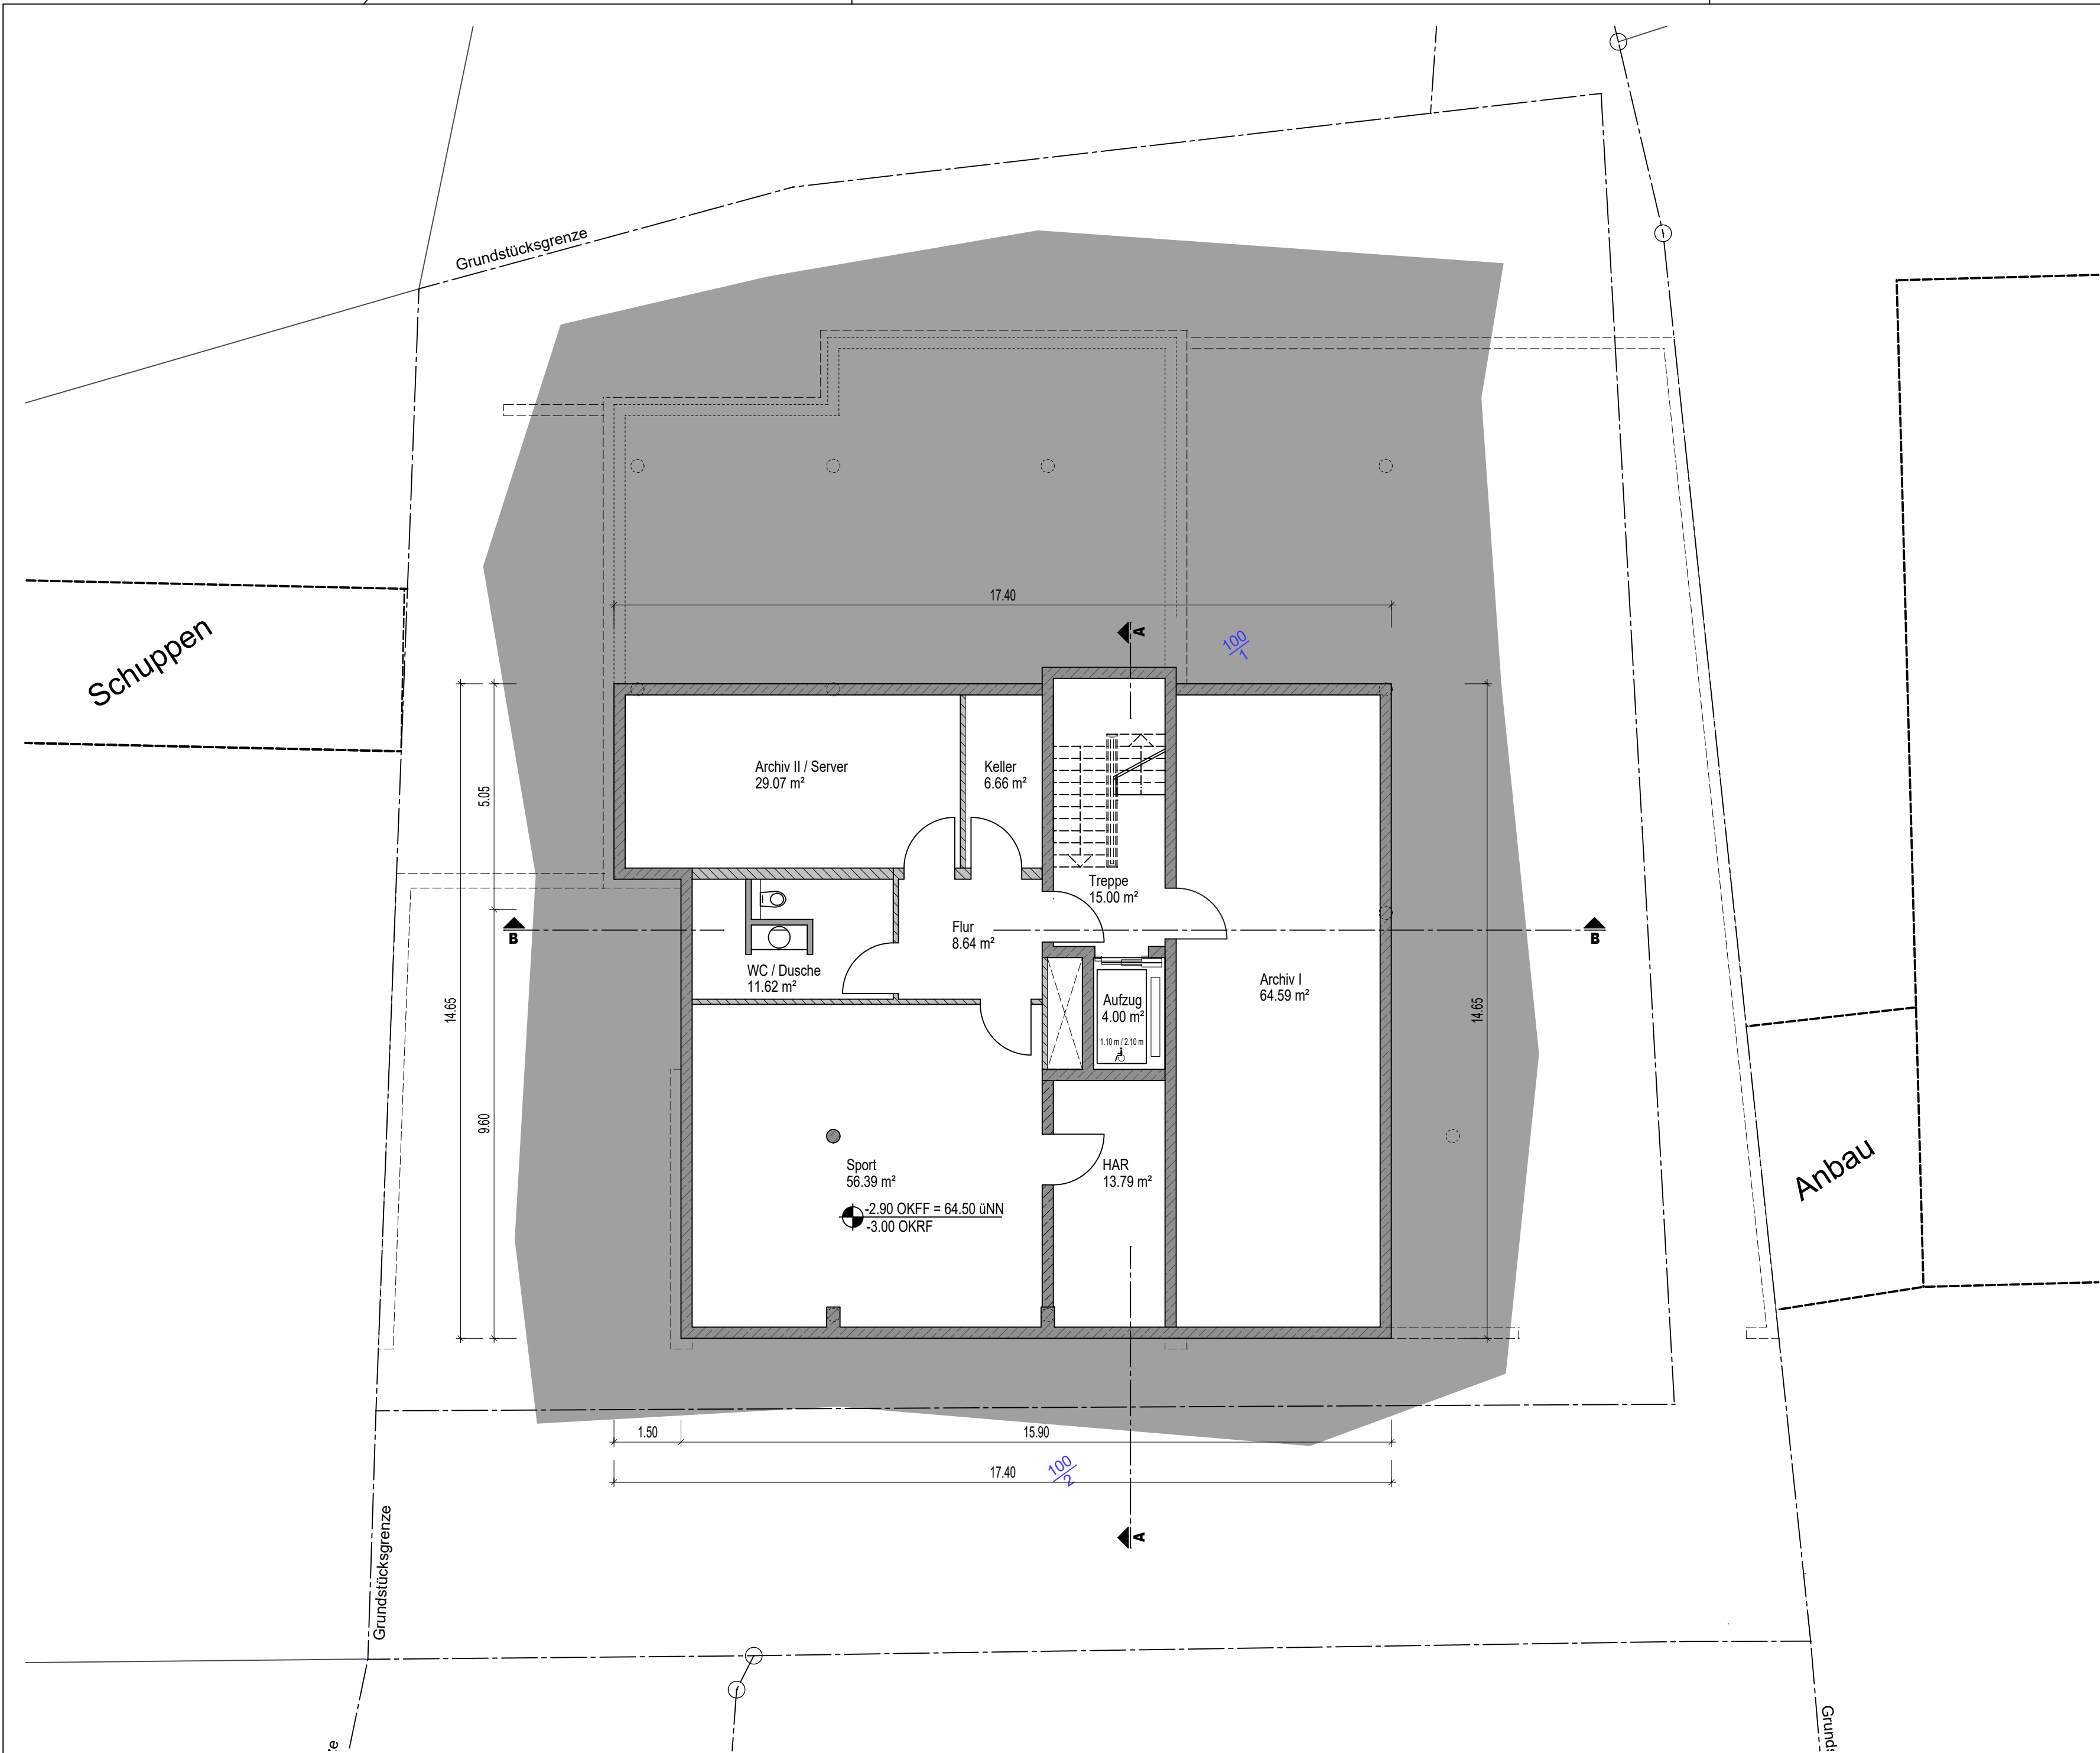 Grundstücksgrenze
Schuppen
17.40
A
100
1
Archiv II / Server
29.07 m²
Keller
6.66 m²
5.05
Treppe
15.00 m²
B
Flur
8.64 m²
B
WC / Dusche
11.62 m²
Archiv I
64.59 m²
Aufzug
4.00 m²
1.10 m / 2.10 m
14.65
14.65
9.60
Sport
56.39 m²
HAR
13.79 m²
-2.90 OKFF = 64.50 üNN
-3.00 OKRF
Anbau
1.50
15.90
17.40
100
2
A
Grundstücksgrenze